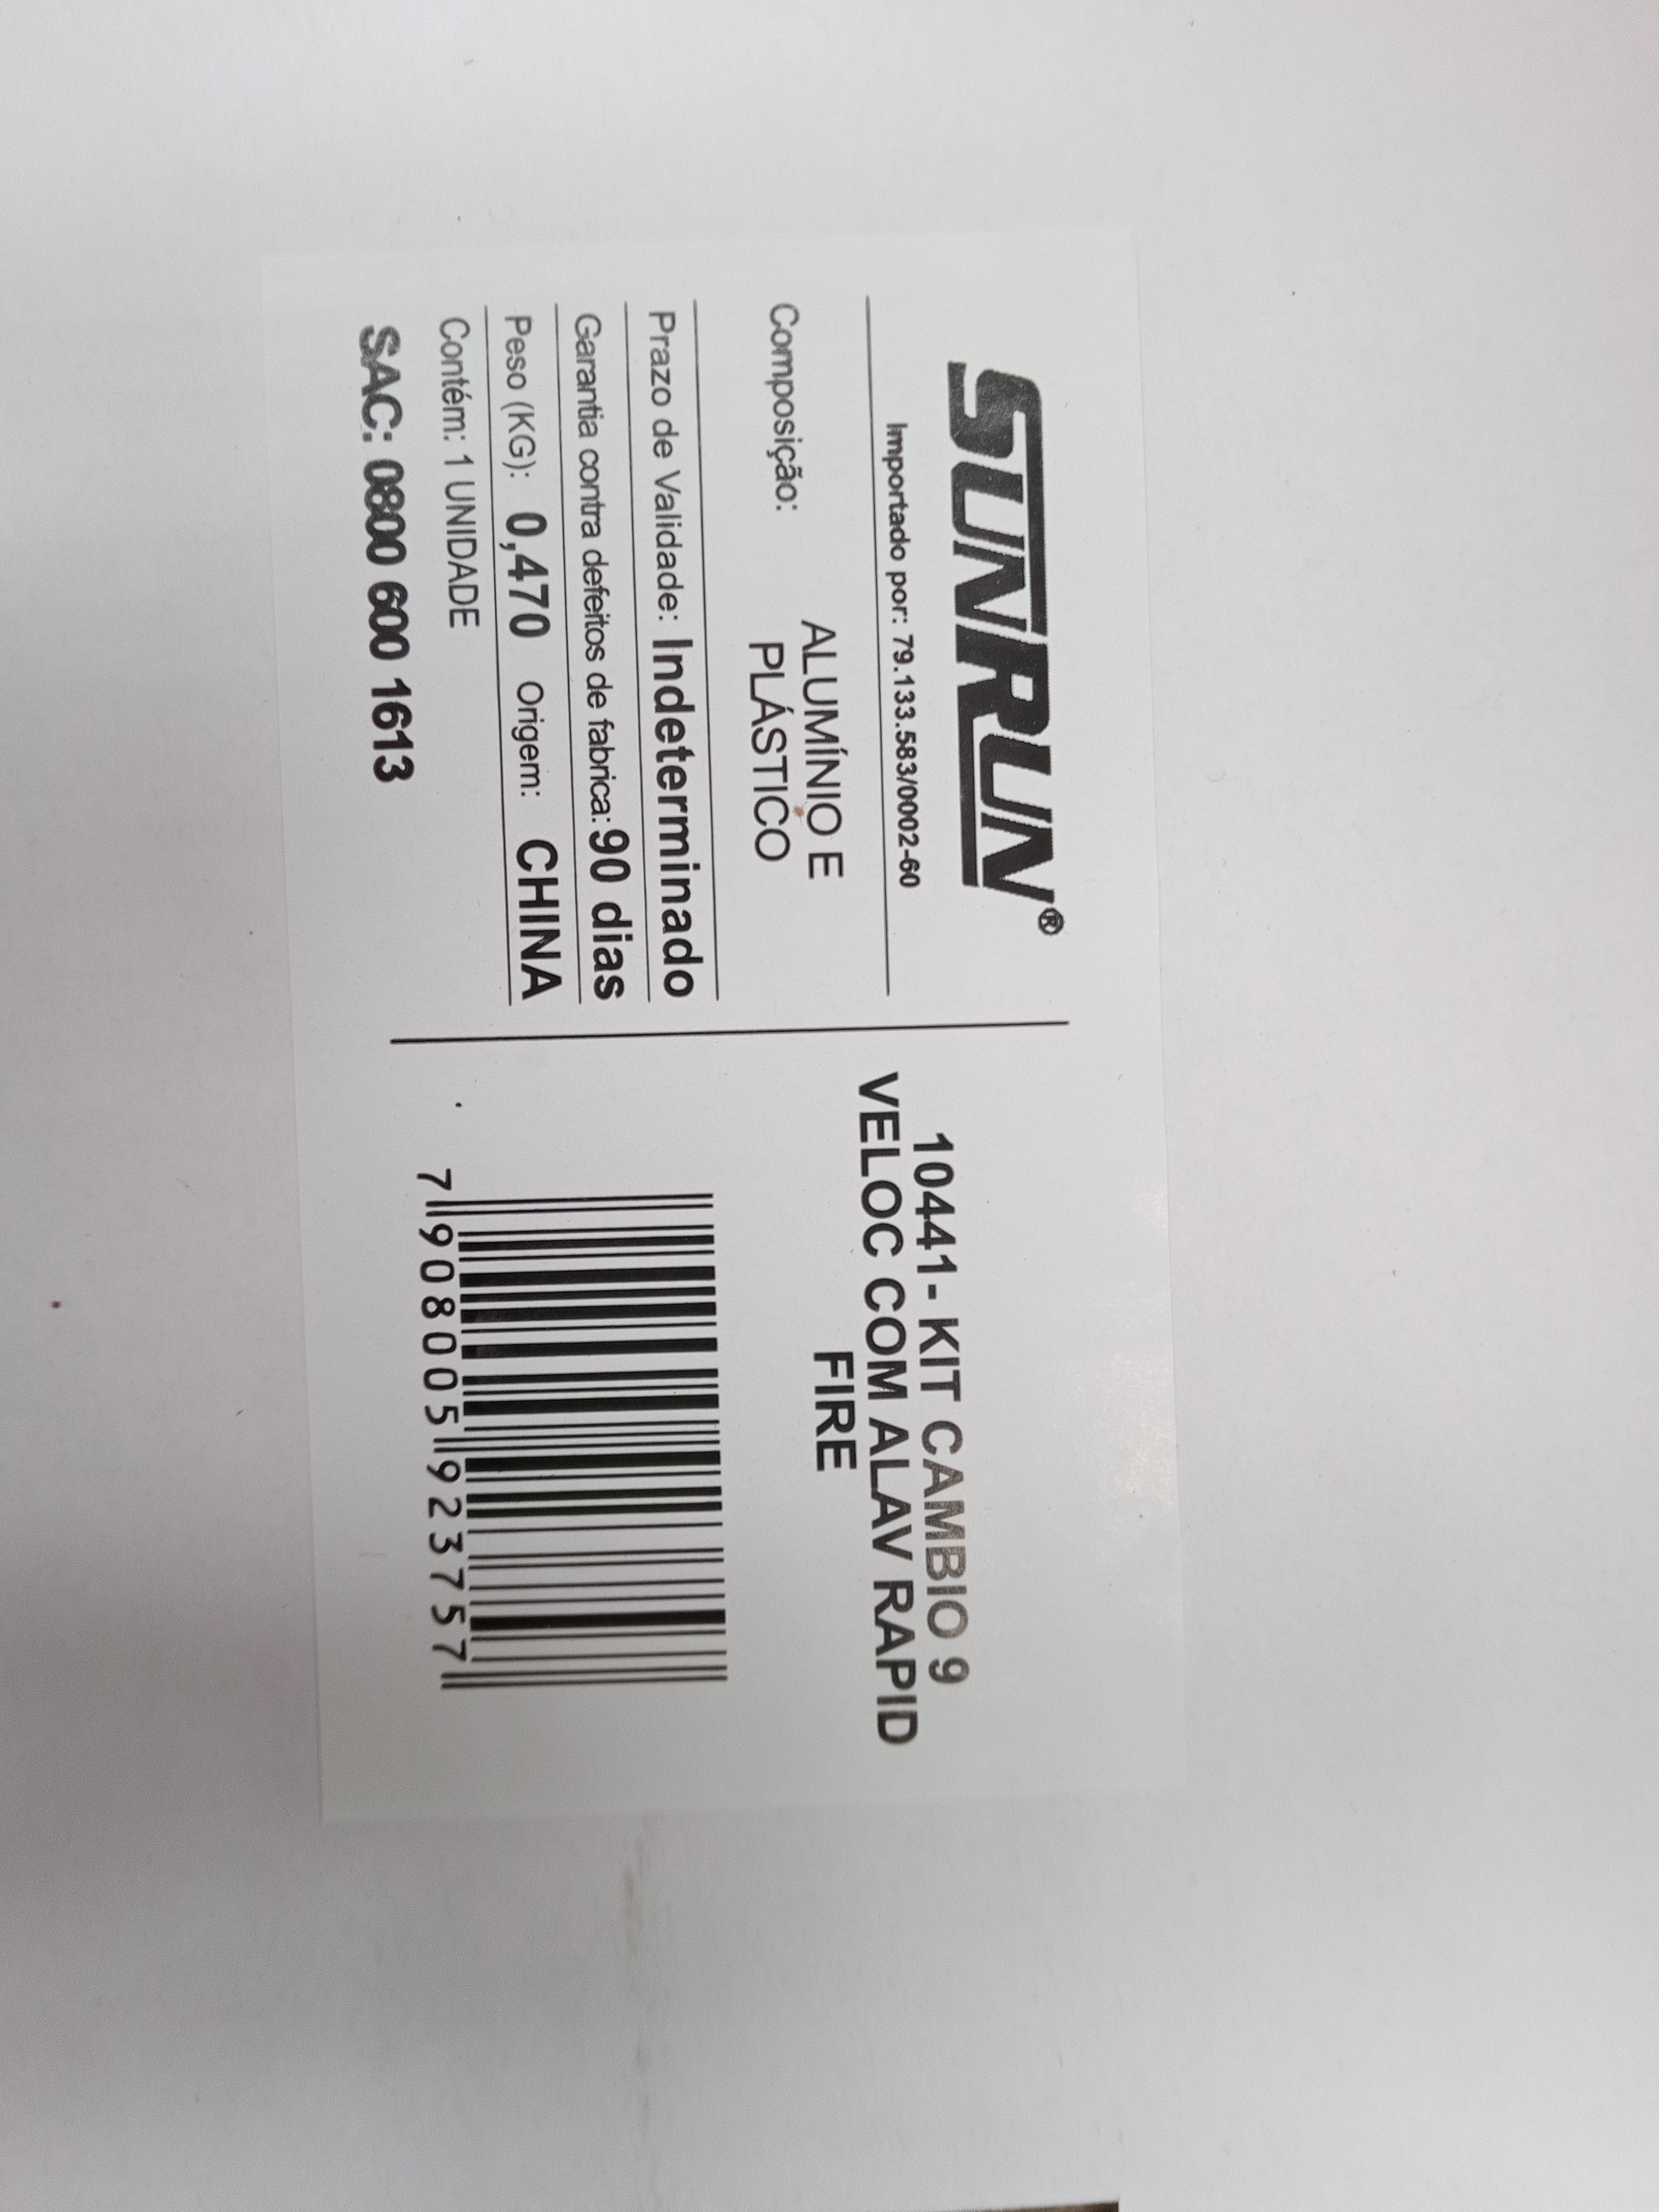 SUNRUN®
Importado por: 79.133.583/0002-60
Composição: ALUMÍNIO E
PLÁSTICO
Prazo de Validade: Indeterminado
Garantia contra defeitos de fabrica: 90 dias
Peso (KG): 0,470 Origem: CHINA
Contém: 1 UNIDADE
SAC: 0800 600 1613
10441- KIT CAMBIO 9
VELOC COM ALAV RAPID
FIRE
7 908005 923757